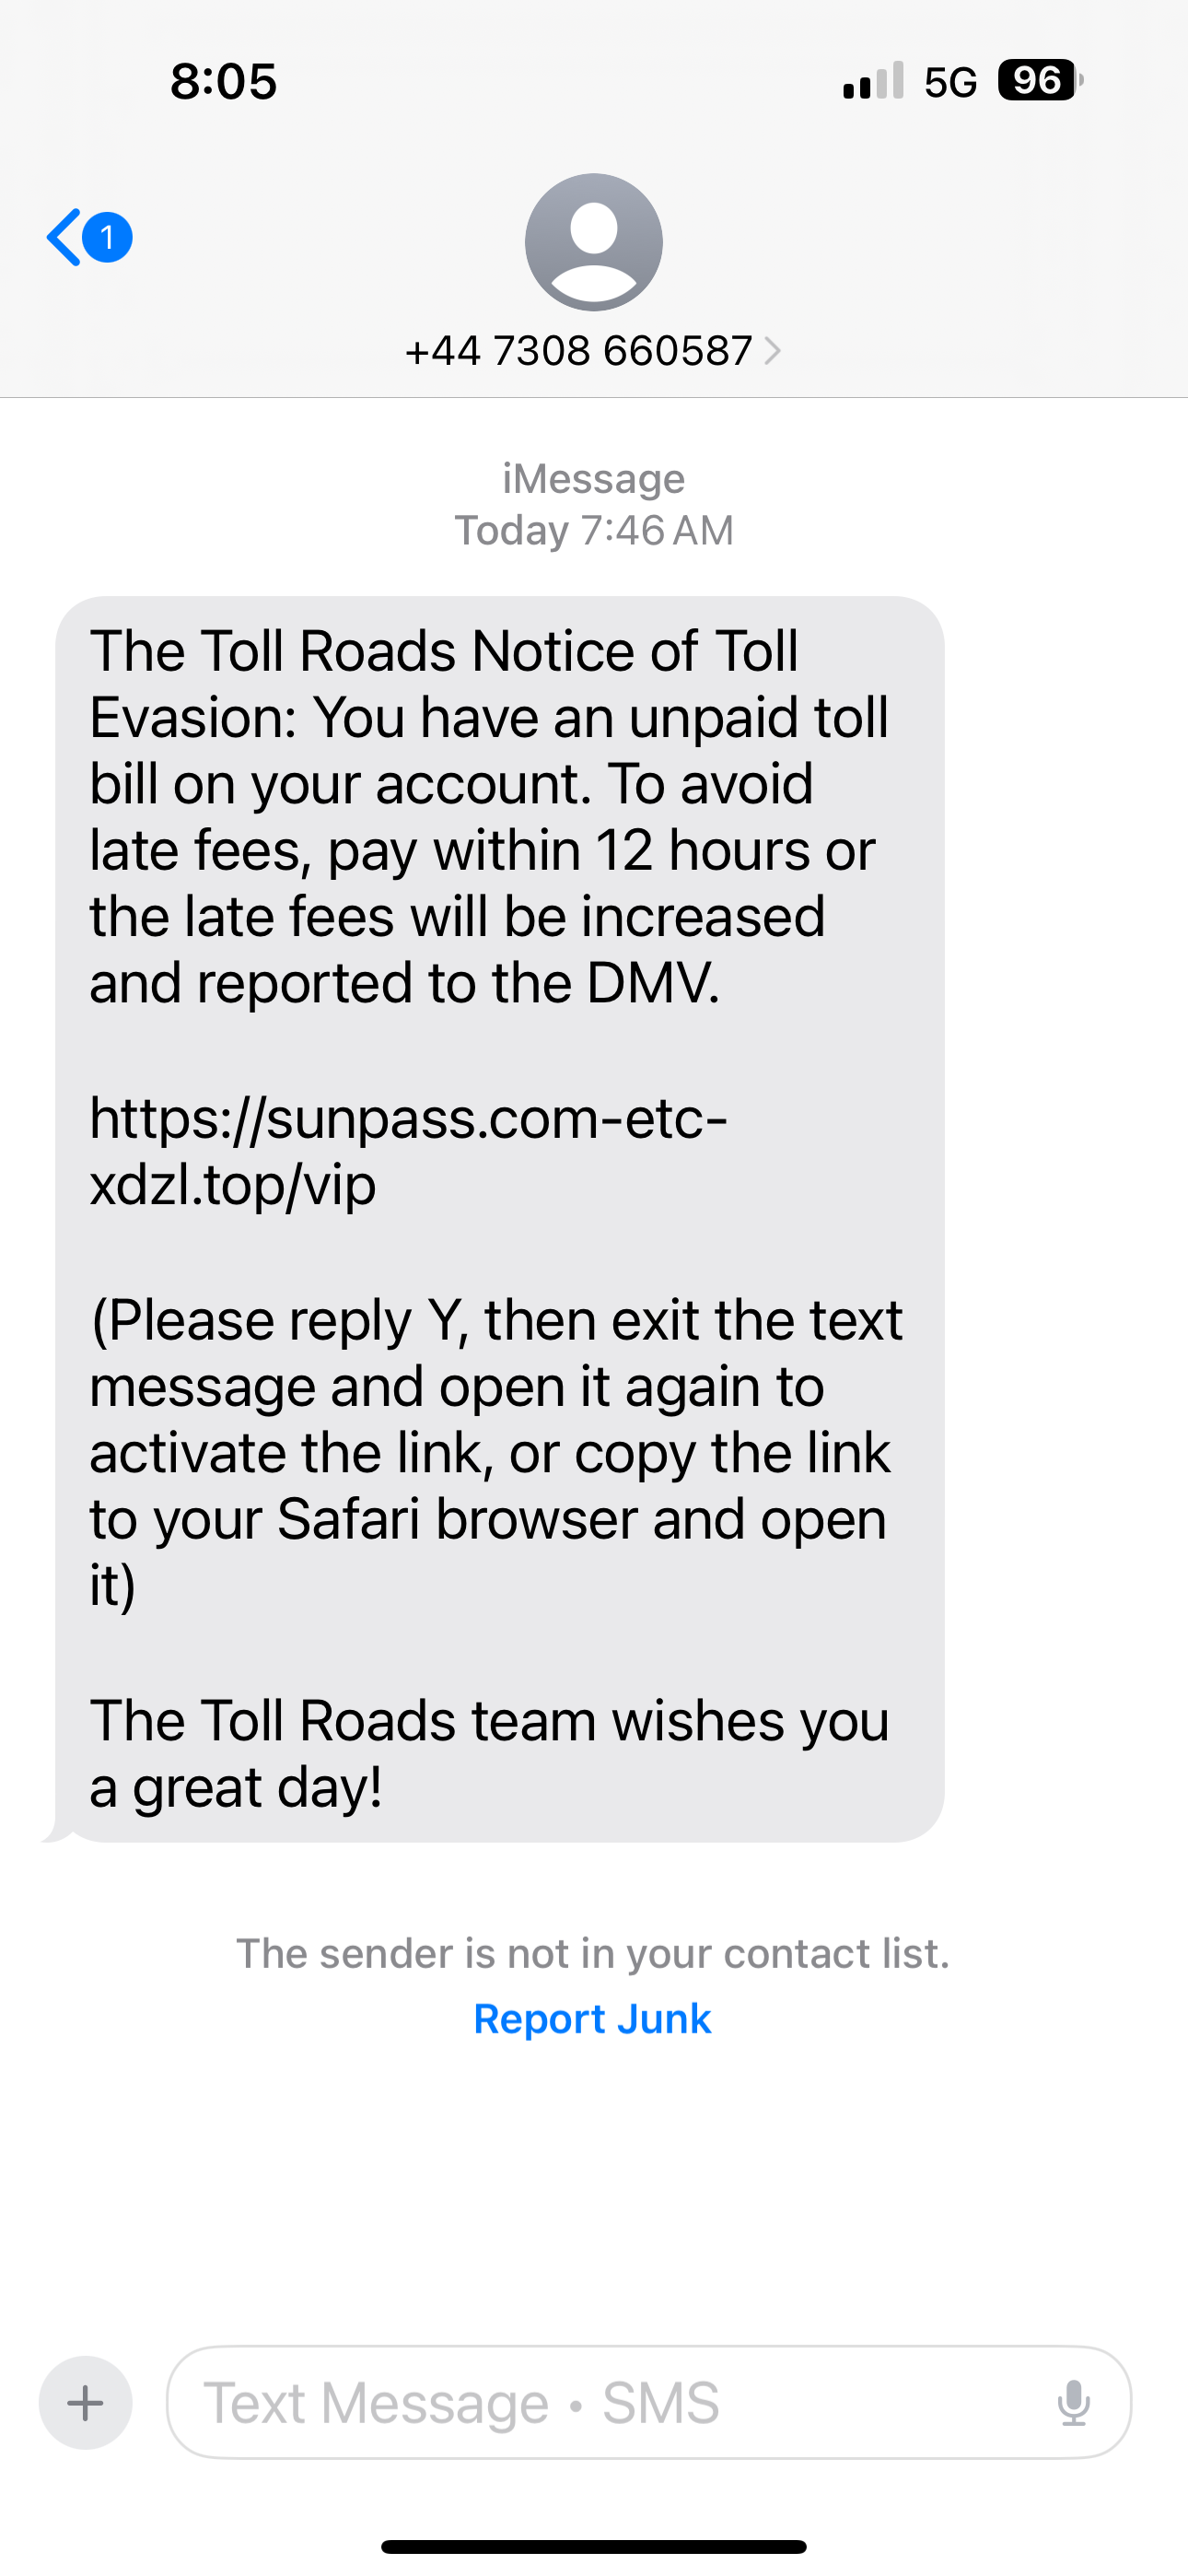 8:05
5G 96
1
+44 7308 660587
iMessage
Today 7:46 AM
The Toll Roads Notice of Toll
Evasion: You have an unpaid toll
bill on your account. To avoid
late fees, pay within 12 hours or
the late fees will be increased
and reported to the DMV.
https://sunpass.com-etc-
xdzl.top/vip
(Please reply Y, then exit the text
message and open it again to
activate the link, or copy the link
to your Safari browser and open
it)
The Toll Roads team wishes you
a great day!
The sender is not in your contact list.
Report Junk
Text Message • SMS